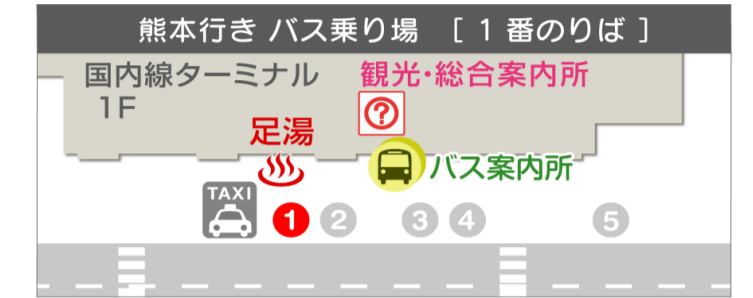 熊本行き バス乗り場 [ 1 番のりば ]
国内線ターミナル
1F
観光・総合案内所
?
足湯
バス案内所
TAXI
1 2 3 4 5